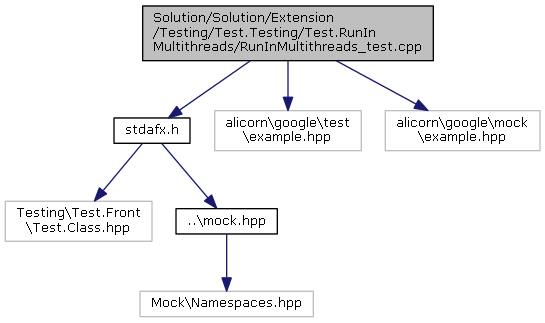 Solution/Solution/Extension
/Testing/Test.Testing/Test.RunIn
Multithreads/RunInMultithreads_test.cpp
stdafx.h
alicorn\google\test
\example.hpp
alicorn\google\mock
\example.hpp
Testing\Test.Front
\Test.Class.hpp
..\mock.hpp
Mock\Namespaces.hpp